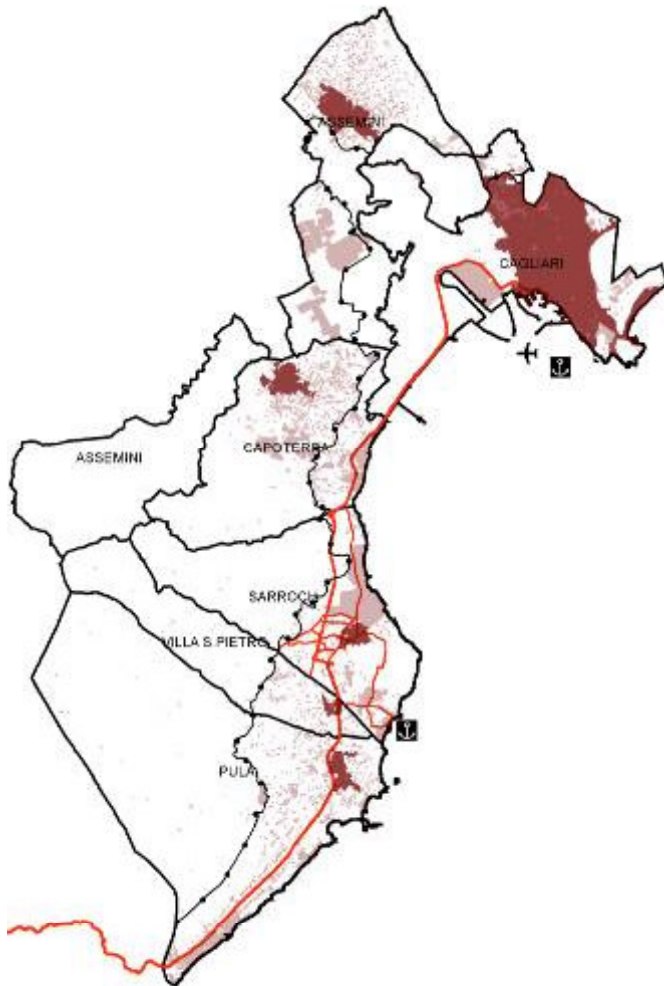 ASSEMINI
CAGLIARI
CAPOTERRA
ASSEMINI
SARROCH
VILLA S PIETRO
PULA